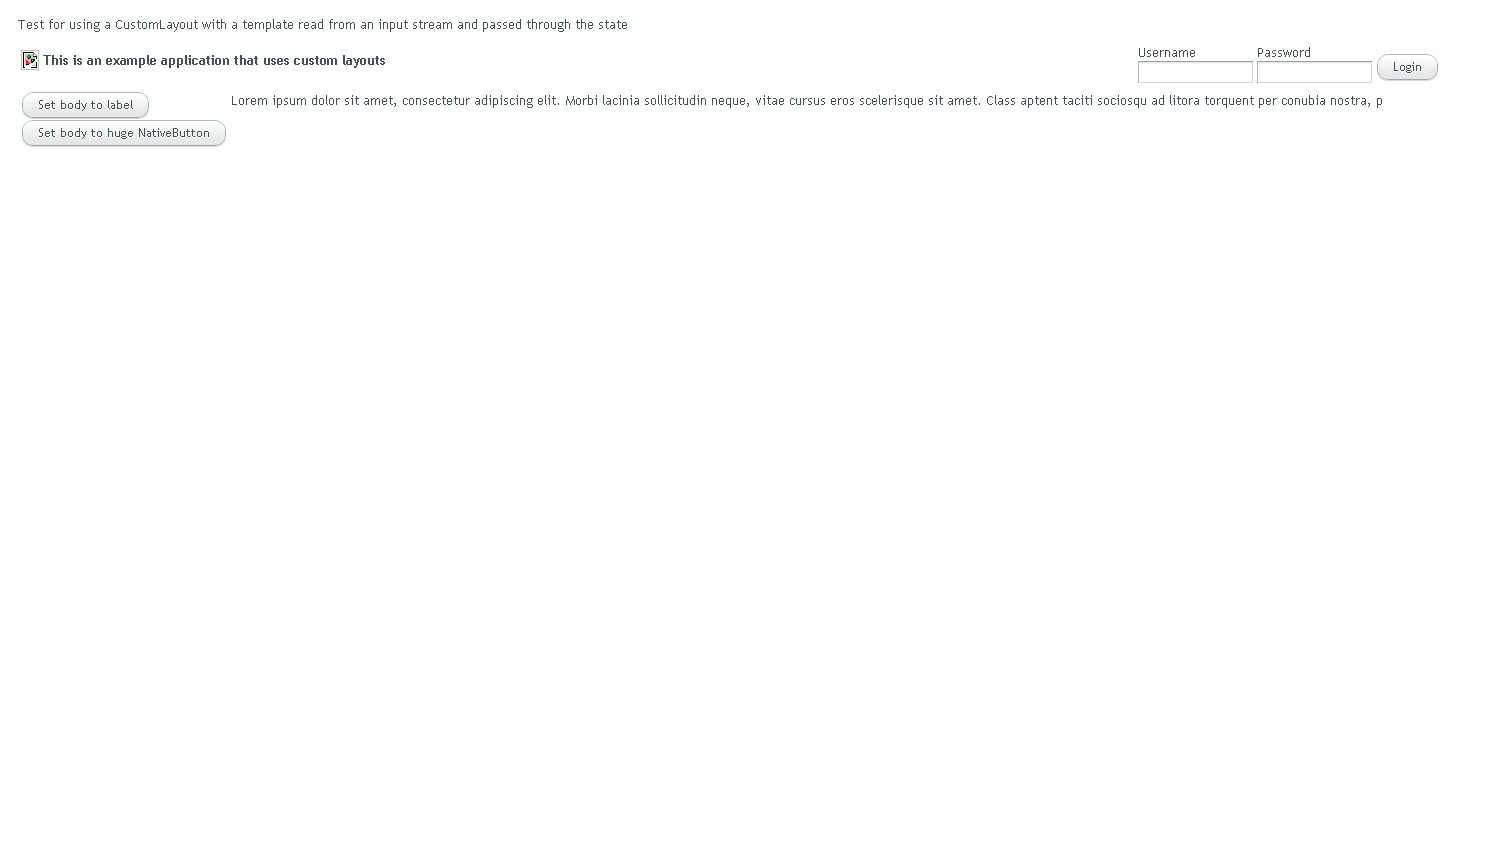 Test for using a CustomLayout with a template read from an input stream and passed through the state
This is an example application that uses custom layouts
Username
Password
Login
Set body to label
Lorem ipsum dolor sit amet, consectetur adipiscing elit. Morbi lacinia sollicitudin neque, vitae cursus eros scelerisque sit amet. Class aptent taciti sociosqu ad litora torquent per conubia nostra, p
Set body to huge NativeButton